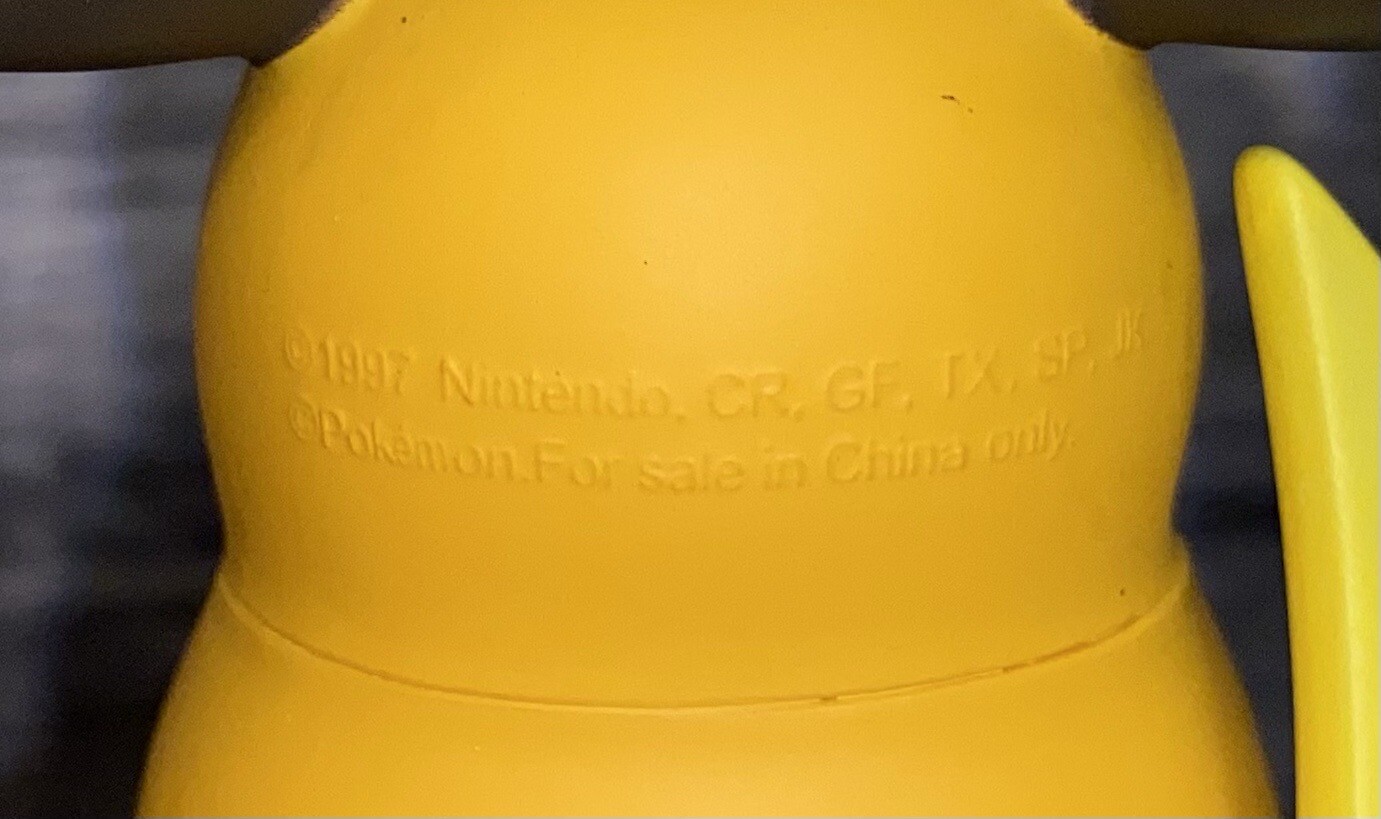 ©1997 Nintendo, CR, GF, TX, SP, JK
©Pokémon.For sale in China only.